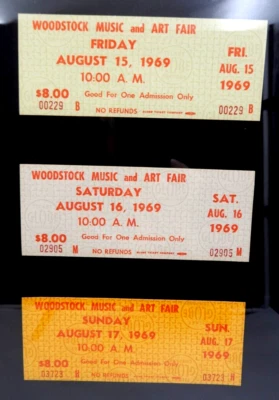 WOODSTOCK MUSIC and ART FAIR
FRIDAY
AUGUST 15, 1969
10:00 A. M.
$8.00 Good For One Admission Only
00229 B NO REFUNDS
FRI.
AUG. 15
1969
00229 B
WOODSTOCK MUSIC and ART FAIR
SATURDAY
AUGUST 16, 1969
10:00 A. M.
$8.00 Good For One Admission Only
02905 M NO REFUNDS
SAT.
AUG. 16
1969
02905 M
WOODSTOCK MUSIC and ART FAIR
SUNDAY
AUGUST 17, 1969
10:00 A. M.
$8.00 Good For One Admission Only
03723 B NO REFUNDS
SUN.
AUG. 17
1969
03723 B